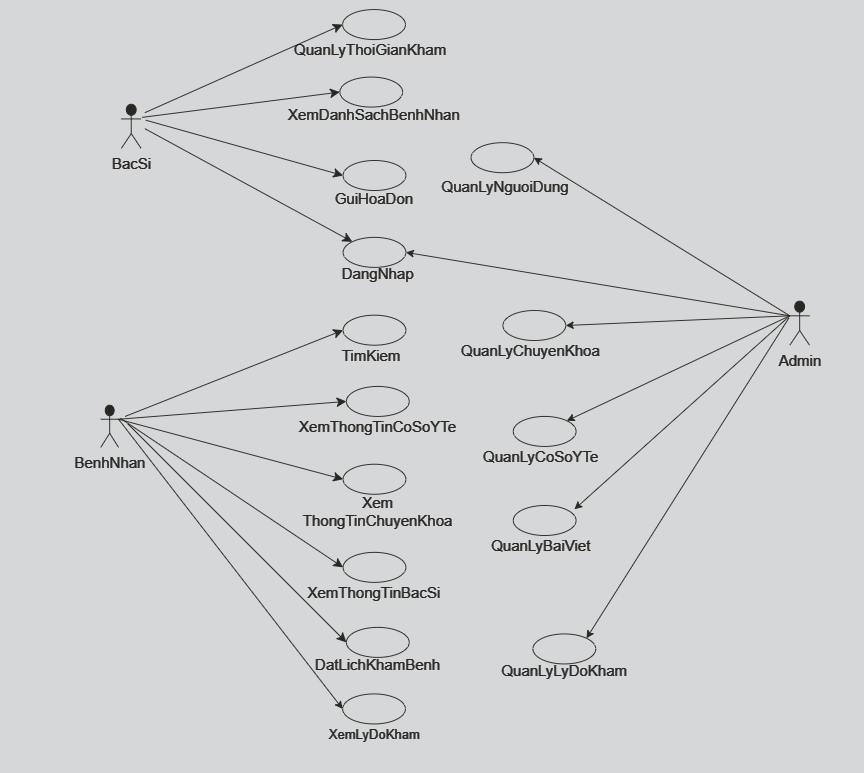 QuanLyThoiGianKham
XemDanhSachBenhNhan
BacSi
QuanLyNguoiDung
GuiHoaDon
DangNhap
TimKiem
QuanLyChuyenKhoa
Admin
XemThongTinCoSoYTe
QuanLyCoSoYTe
BenhNhan
Xem
ThongTinChuyenKhoa
QuanLyBaiViet
XemThongTinBacSi
DatLichKhamBenh
QuanLyLyDoKham
XemLyDoKham